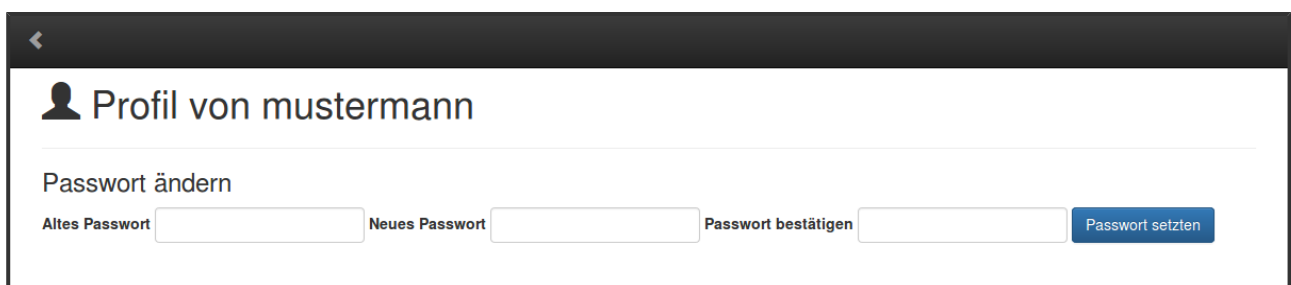 Profil von mustermann
Passwort ändern
Altes Passwort Neues Passwort Passwort bestätigen Passwort setzten